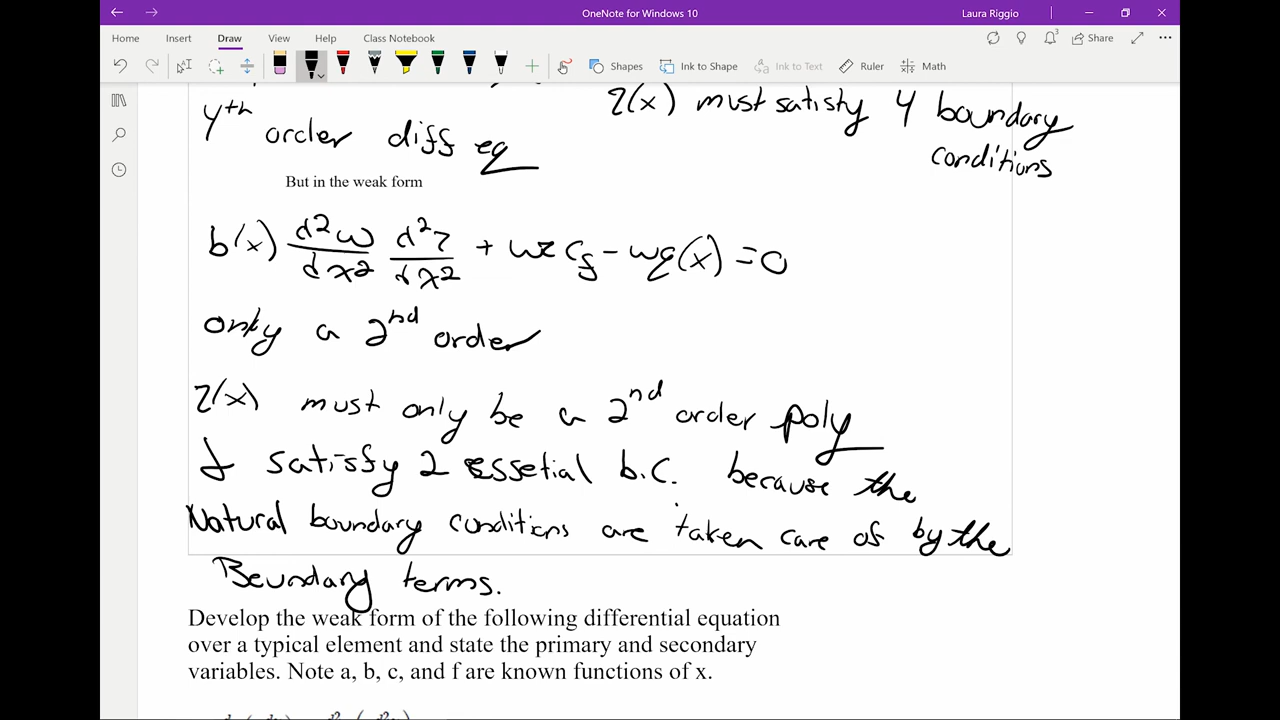 OneNote for Windows 10
Laura Riggio
Home Insert Draw View Help Class Notebook
Share
Shapes Ink to Shape Ink to Text Ruler Math
4th order diff eq
z(x) must satisfy 4 boundary
conditions
But in the weak form
b(x) d²w/dx² d²z/dx² + wz cf - wq(x) = 0
only a 2nd order
z(x) must only be a 2nd order poly
& satisfy 2 essetial b.c. because the
Natural boundary conditions are taken care of by the
Boundary terms.
Develop the weak form of the following differential equation
over a typical element and state the primary and secondary
variables. Note a, b, c, and f are known functions of x.